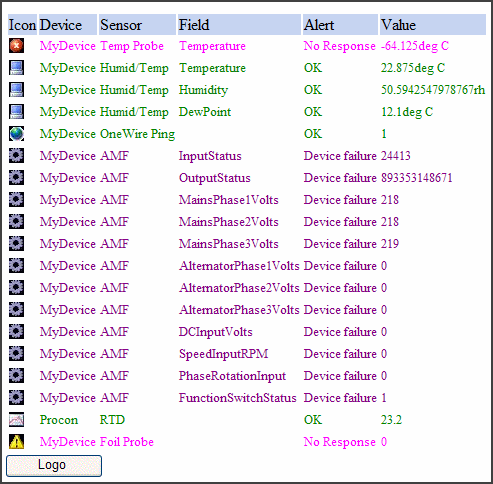 Icon Device Sensor Field Alert Value
MyDevice Temp Probe Temperature No Response -64.125deg C
MyDevice Humid/Temp Temperature OK 22.875deg C
MyDevice Humid/Temp Humidity OK 50.5942547978767rh
MyDevice Humid/Temp DewPoint OK 12.1deg C
MyDevice OneWire Ping OK 1
MyDevice AMF InputStatus Device failure 24413
MyDevice AMF OutputStatus Device failure 893353148671
MyDevice AMF MainsPhase1Volts Device failure 218
MyDevice AMF MainsPhase2Volts Device failure 218
MyDevice AMF MainsPhase3Volts Device failure 219
MyDevice AMF AlternatorPhase1Volts Device failure 0
MyDevice AMF AlternatorPhase2Volts Device failure 0
MyDevice AMF AlternatorPhase3Volts Device failure 0
MyDevice AMF DCInputVolts Device failure 0
MyDevice AMF SpeedInputRPM Device failure 0
MyDevice AMF PhaseRotationInput Device failure 0
MyDevice AMF FunctionSwitchStatus Device failure 1
Procon RTD OK 23.2
MyDevice Foil Probe No Response 0
Logo